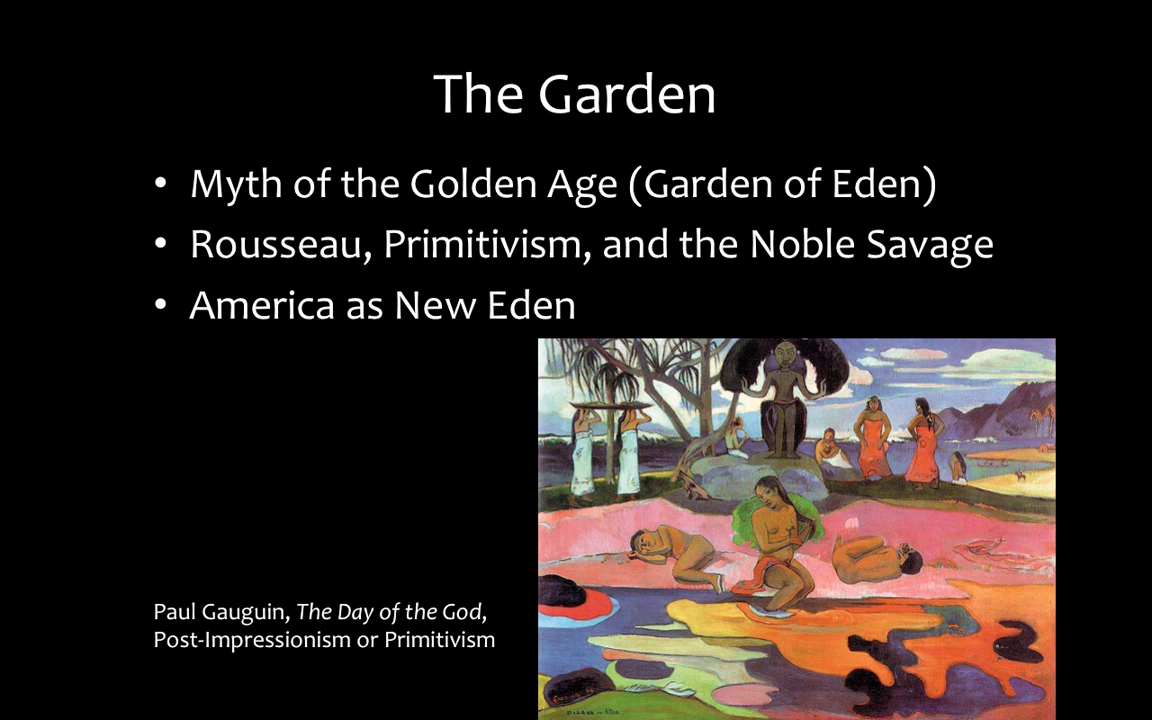 The Garden
• Myth of the Golden Age (Garden of Eden)
• Rousseau, Primitivism, and the Noble Savage
• America as New Eden
Paul Gauguin, The Day of the God,
Post-Impressionism or Primitivism